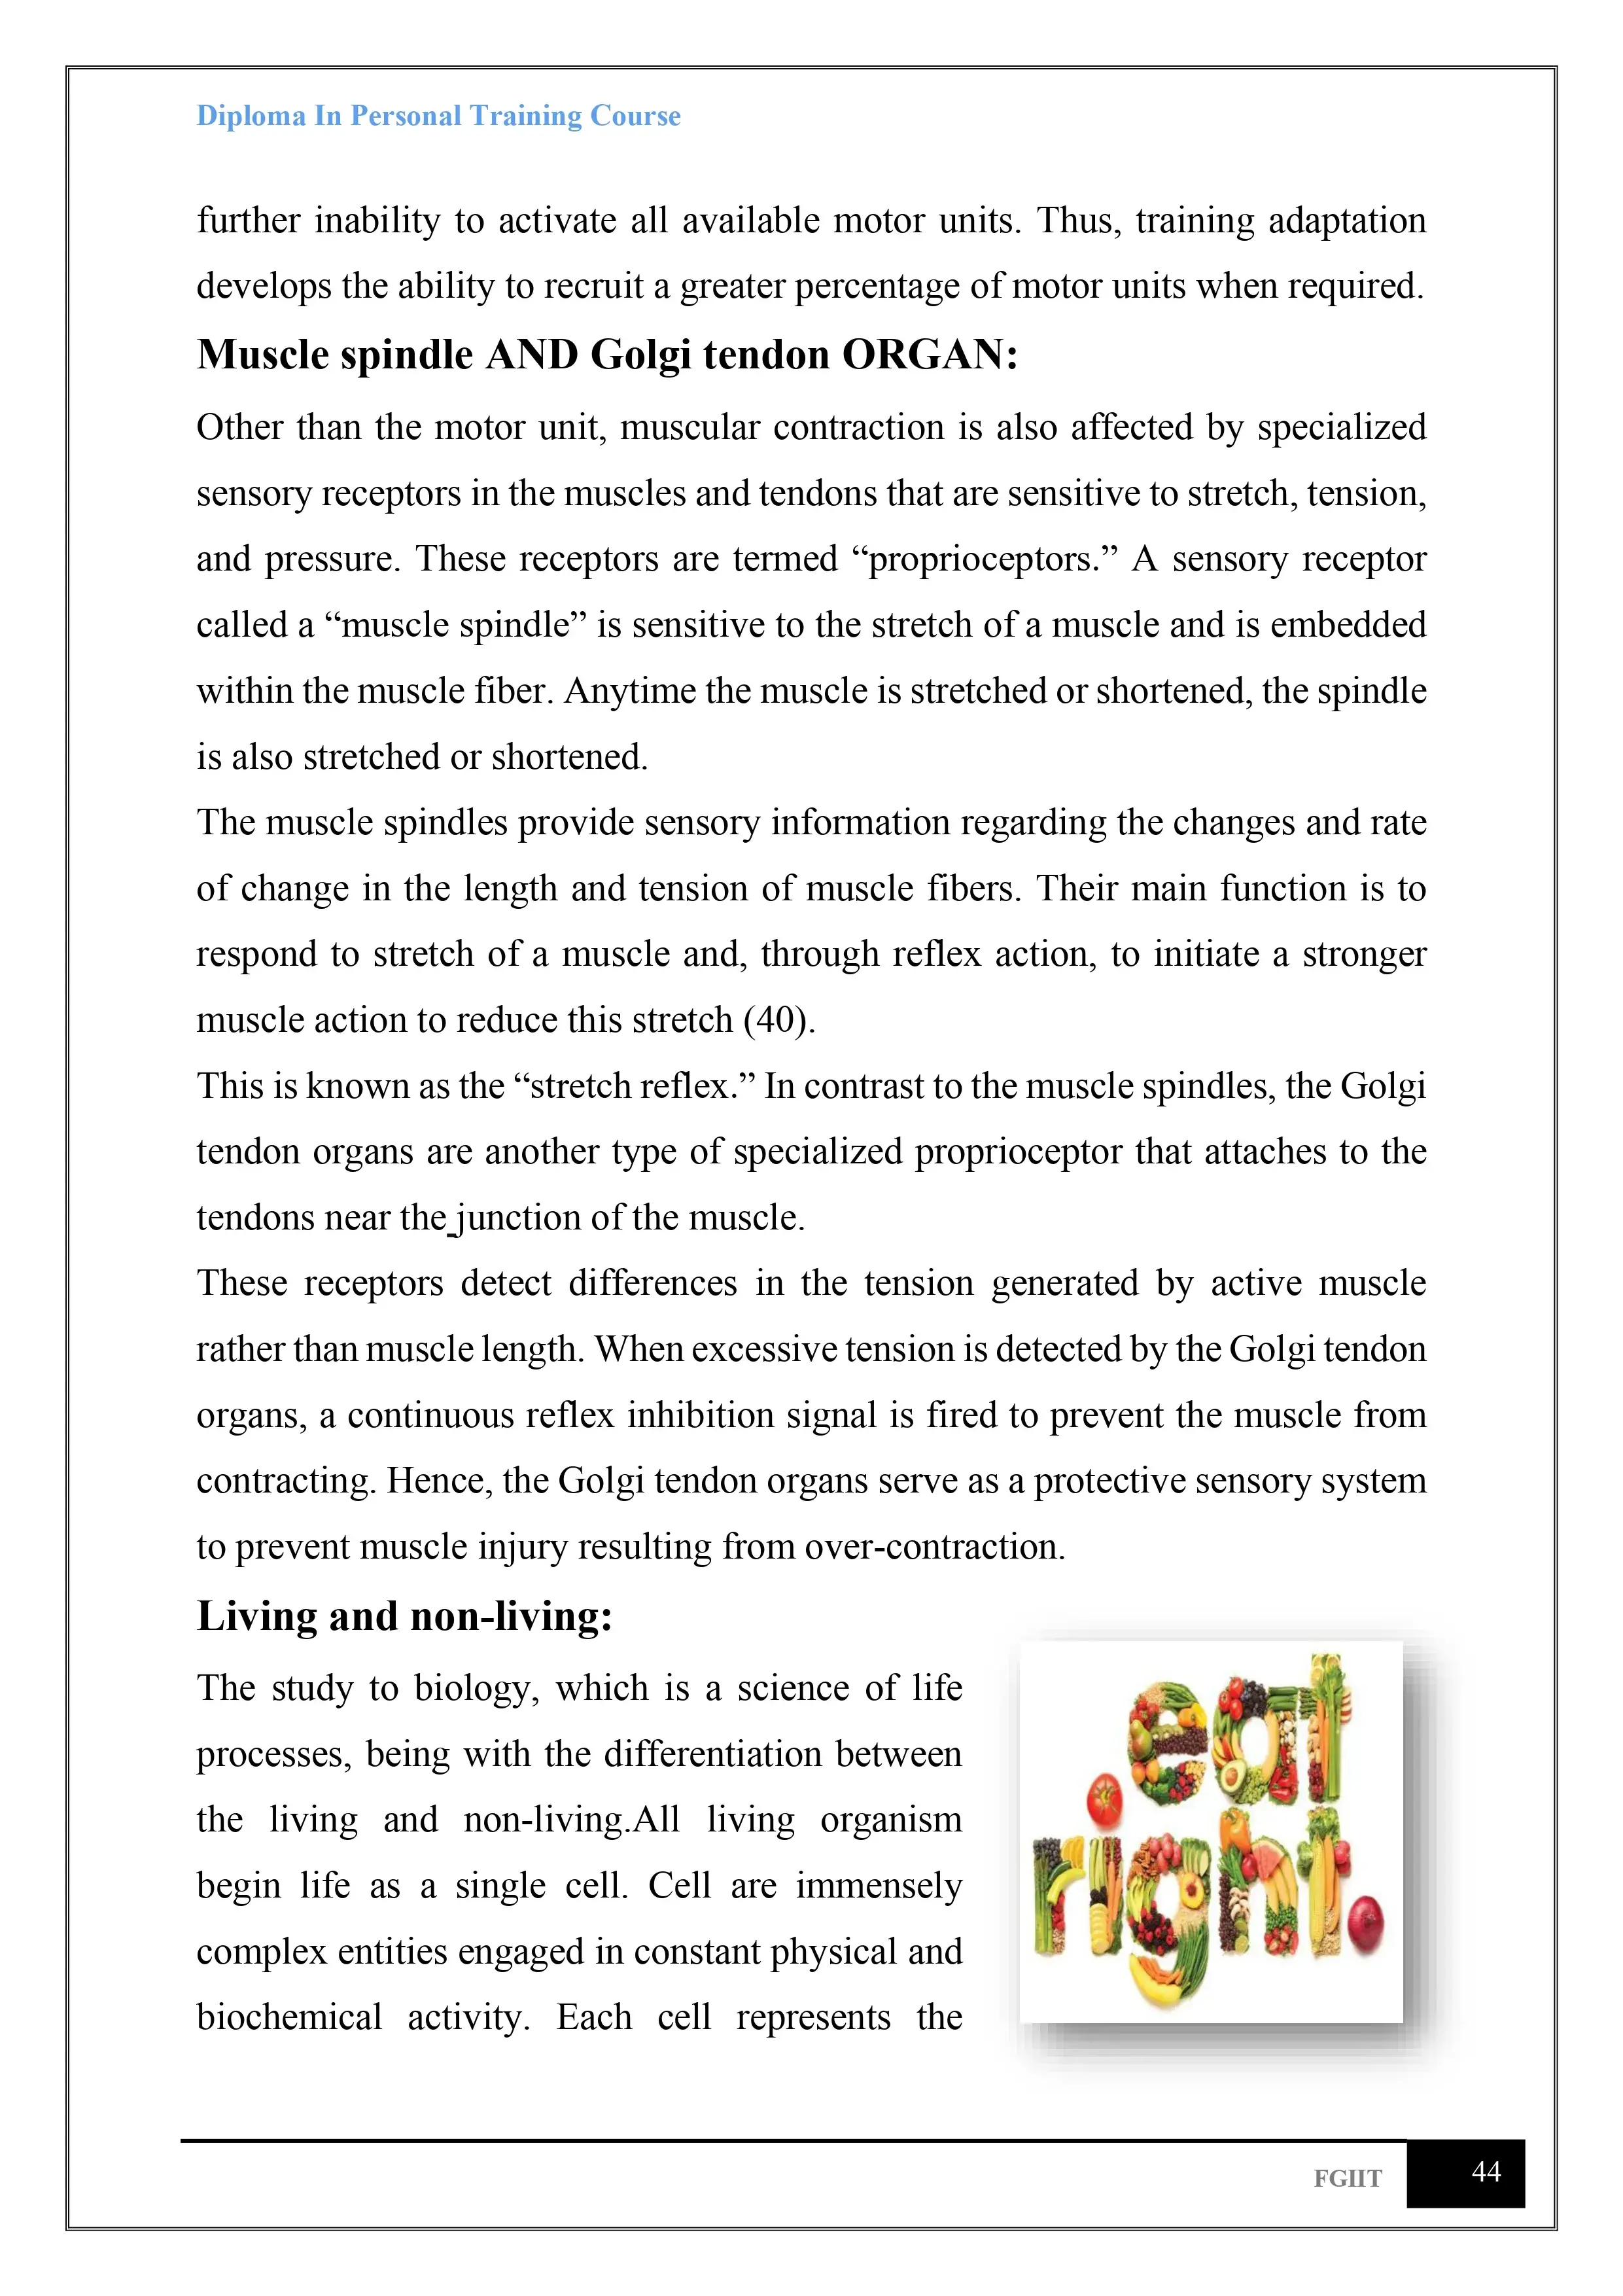 Diploma In Personal Training Course
further inability to activate all available motor units. Thus, training adaptation
develops the ability to recruit a greater percentage of motor units when required.
Muscle spindle AND Golgi tendon ORGAN:
Other than the motor unit, muscular contraction is also affected by specialized
sensory receptors in the muscles and tendons that are sensitive to stretch, tension,
and pressure. These receptors are termed “proprioceptors.” A sensory receptor
called a “muscle spindle” is sensitive to the stretch of a muscle and is embedded
within the muscle fiber. Anytime the muscle is stretched or shortened, the spindle
is also stretched or shortened.
The muscle spindles provide sensory information regarding the changes and rate
of change in the length and tension of muscle fibers. Their main function is to
respond to stretch of a muscle and, through reflex action, to initiate a stronger
muscle action to reduce this stretch (40).
This is known as the “stretch reflex.” In contrast to the muscle spindles, the Golgi
tendon organs are another type of specialized proprioceptor that attaches to the
tendons near the junction of the muscle.
These receptors detect differences in the tension generated by active muscle
rather than muscle length. When excessive tension is detected by the Golgi tendon
organs, a continuous reflex inhibition signal is fired to prevent the muscle from
contracting. Hence, the Golgi tendon organs serve as a protective sensory system
to prevent muscle injury resulting from over-contraction.
Living and non-living:
The study to biology, which is a science of life
processes, being with the differentiation between
the living and non-living.All living organism
begin life as a single cell. Cell are immensely
complex entities engaged in constant physical and
biochemical activity. Each cell represents the
eat
right.
FGIIT
44